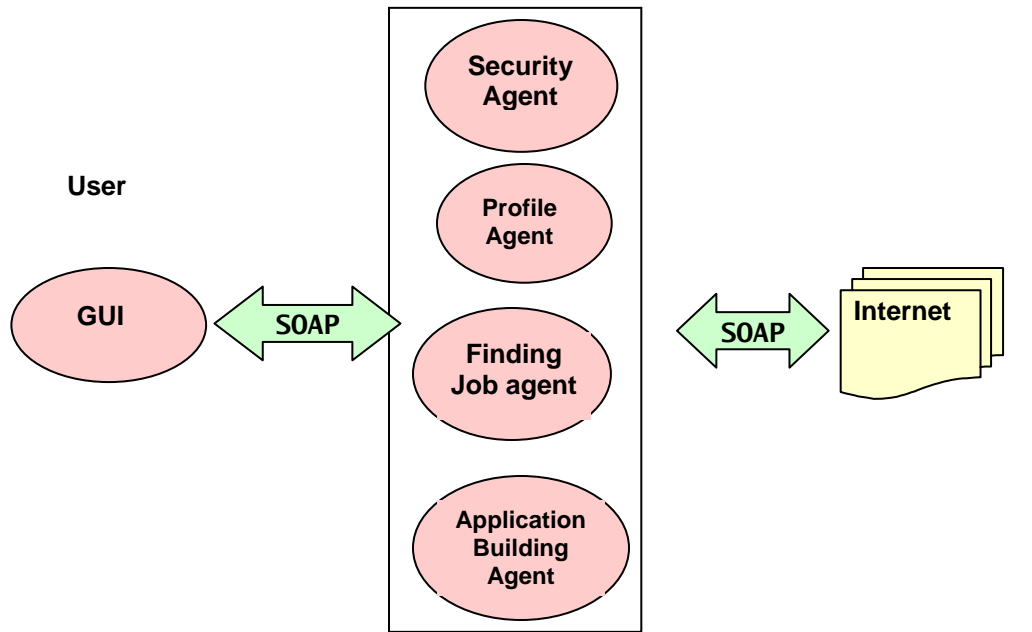 User
GUI
SOAP
Security
Agent
Profile
Agent
Finding
Job agent
Application
Building
Agent
SOAP
Internet